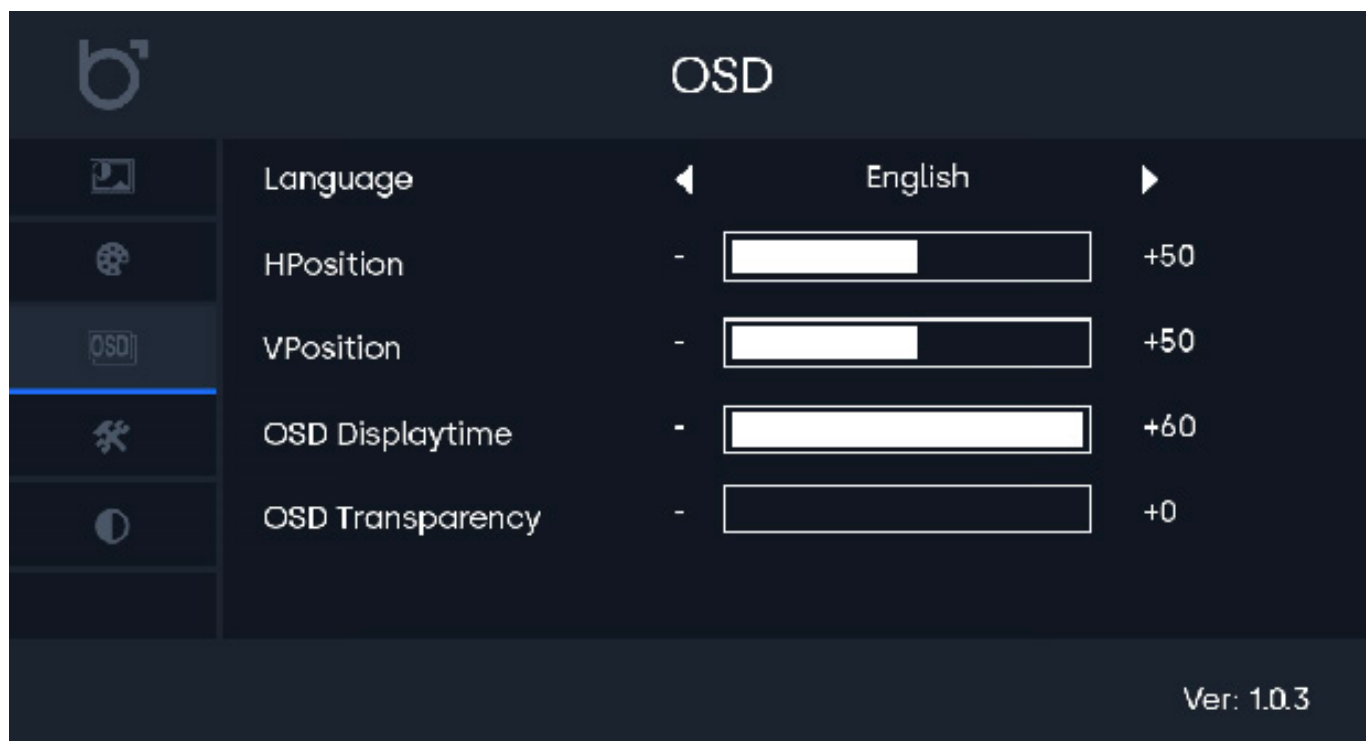 OSD
Language English
HPosition - +50
VPosition - +50
OSD
OSD Displaytime - +60
OSD Transparency - +0
Ver: 1.0.3